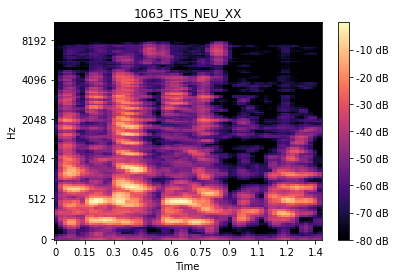 1063_ITS_NEU_XX
8192
4096
2048
1024
512
0
Hz
0 0.15 0.3 0.45 0.6 0.75 0.9 1.1 1.2 1.4
Time
-10 dB
-20 dB
-30 dB
-40 dB
-50 dB
-60 dB
-70 dB
-80 dB